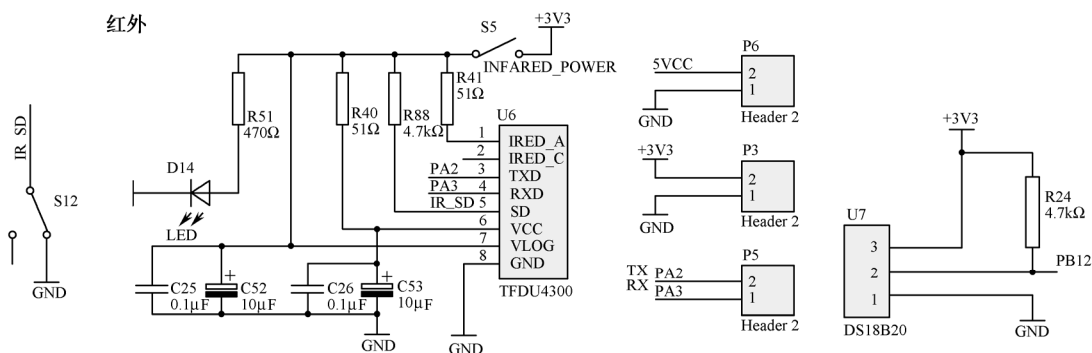 红外
S5
+3V3
INFARED_POWER
R51
470Ω
R40
51Ω
R88
4.7kΩ
R41
51Ω
U6
1 IRED_A
2 IRED_C
PA2 3 TXD
PA3 4 RXD
IR_SD 5 SD
6 VCC
7 VLOG
8 GND
TFDU4300
IR_SD
S12
GND
D14
LED
C25
0.1μF
C52
10μF
C26
0.1μF
C53
10μF
GND
GND
P6
5VCC 2
1
GND
Header 2
+3V3
P3
2
1
GND
Header 2
P5
TX PA2 2
RX PA3 1
Header 2
+3V3
R24
4.7kΩ
U7
3
2
PB12
1
DS18B20
GND